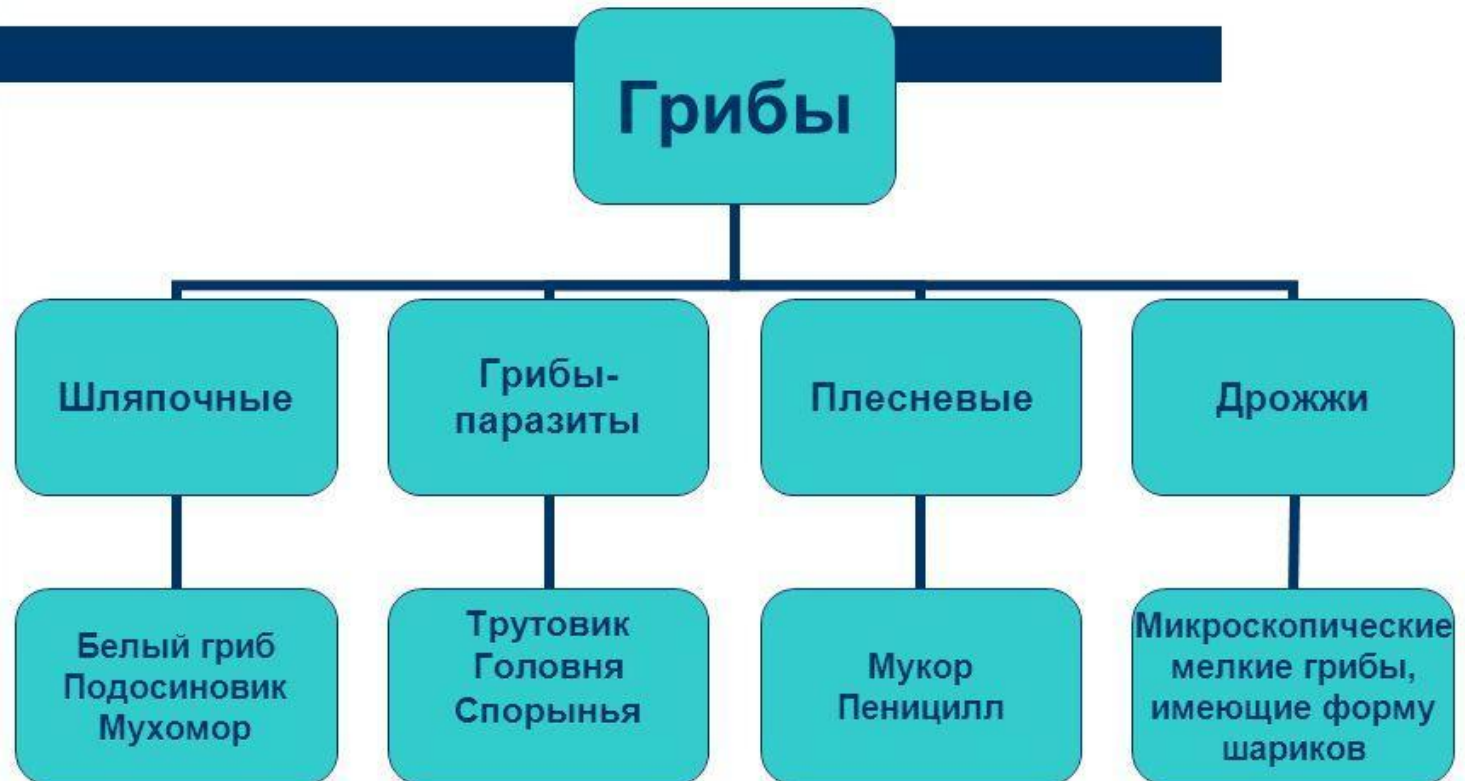 Грибы
Шляпочные
Грибы-
паразиты
Плесневые
Дрожжи
Белый гриб
Подосиновик
Мухомор
Трутовик
Головня
Спорынья
Мукор
Пеницилл
Микроскопические
мелкие грибы,
имеющие форму
шариков